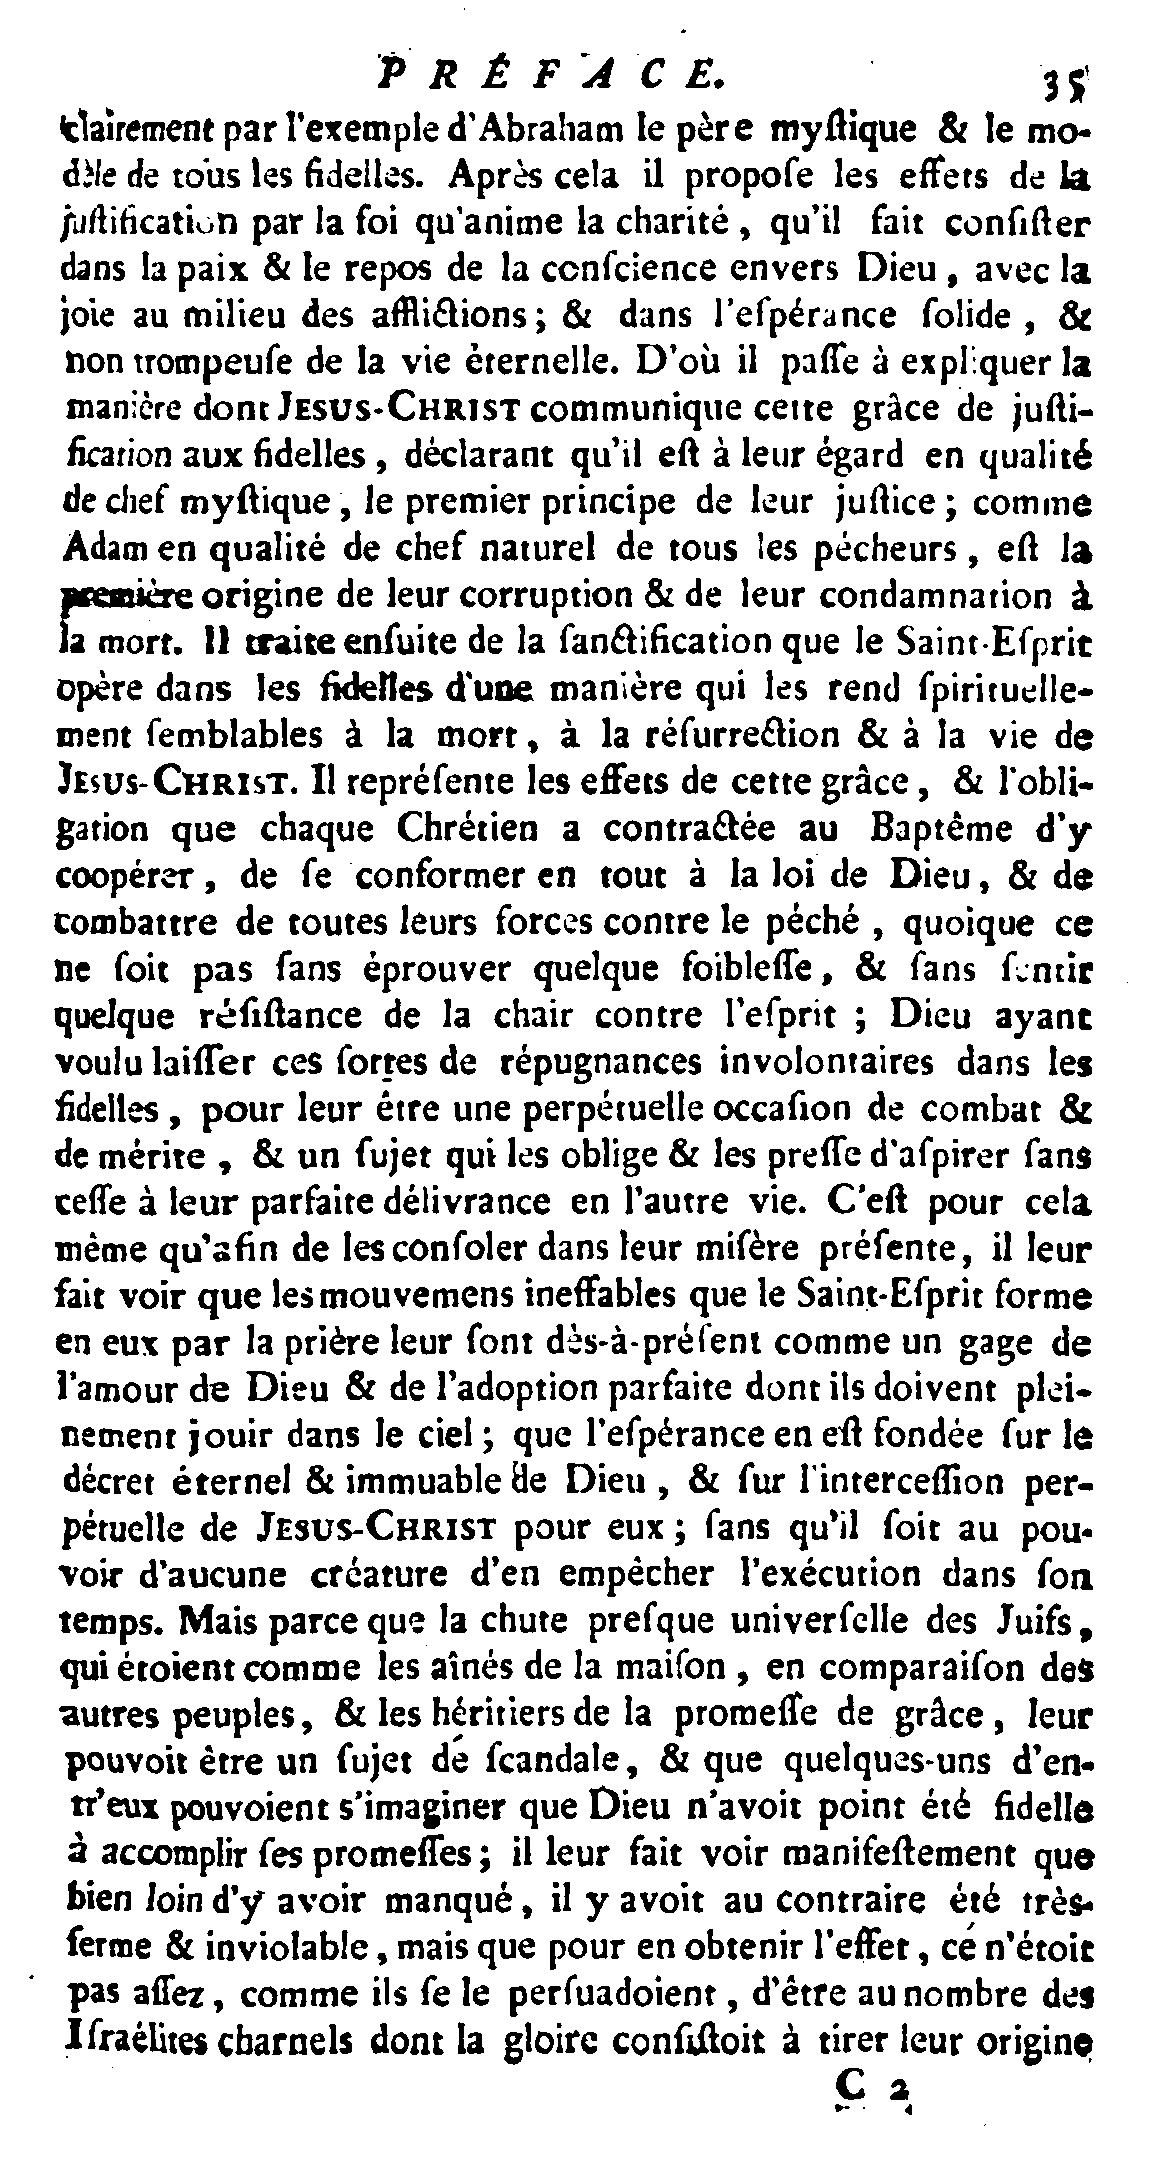 PRÉFACE. 35
clairement par l'exemple d'Abraham le père myſtique & le mo-
dèle de tous les fidelles. Après cela il propoſe les effets de la
juſtification par la foi qu'anime la charité, qu'il fait conſiſter
dans la paix & le repos de la conſcience envers Dieu, avec la
joie au milieu des afflictions; & dans l'eſpérance ſolide, &
non trompeuſe de la vie éternelle. D'où il paſſe à expliquer la
manière dont JESUS-CHRIST communique cette grâce de juſti-
fication aux fidelles, déclarant qu'il eſt à leur égard en qualité
de chef myſtique, le premier principe de leur juſtice; comme
Adam en qualité de chef naturel de tous les pécheurs, eſt la
première origine de leur corruption & de leur condamnation à
la mort. Il traite enſuite de la ſanctification que le Saint-Eſprit
opère dans les fidelles d'une manière qui les rend ſpirituelle-
ment ſemblables à la mort, à la réſurrection & à la vie de
JESUS-CHRIST. Il repréſente les effets de cette grâce, & l'obli-
gation que chaque Chrétien a contractée au Baptême d'y
coopérer, de ſe conformer en tout à la loi de Dieu, & de
combattre de toutes leurs forces contre le péché, quoique ce
ne ſoit pas ſans éprouver quelque foibleſſe, & ſans ſentir
quelque réſiſtance de la chair contre l'eſprit; Dieu ayant
voulu laiſſer ces ſortes de répugnances involontaires dans les
fidelles, pour leur être une perpétuelle occaſion de combat &
de mérite, & un ſujet qui les oblige & les preſſe d'aſpirer ſans
ceſſe à leur parfaite délivrance en l'autre vie. C'eſt pour cela
même qu'afin de les conſoler dans leur miſère préſente, il leur
fait voir que les mouvemens ineffables que le Saint-Eſprit forme
en eux par la prière leur ſont dès-à-préſent comme un gage de
l'amour de Dieu & de l'adoption parfaite dont ils doivent plei-
nement jouir dans le ciel; que l'eſpérance en eſt fondée ſur le
décret éternel & immuable de Dieu, & ſur l'interceſſion per-
pétuelle de JESUS-CHRIST pour eux; ſans qu'il ſoit au pou-
voir d'aucune créature d'en empêcher l'exécution dans ſon
temps. Mais parce que la chute preſque univerſelle des Juifs,
qui étoient comme les aînés de la maiſon, en comparaiſon des
autres peuples, & les héritiers de la promeſſe de grâce, leur
pouvoit être un ſujet de ſcandale, & que quelques-uns d'en-
tr'eux pouvoient s'imaginer que Dieu n'avoit point été fidelle
à accomplir ſes promeſſes; il leur fait voir manifeſtement que
bien loin d'y avoir manqué, il y avoit au contraire été très-
ferme & inviolable, mais que pour en obtenir l'effet, ce n'étoit
pas aſſez, comme ils ſe le perſuadoient, d'être au nombre des
Iſraélites charnels dont la gloire conſiſtoit à tirer leur origine
C 2